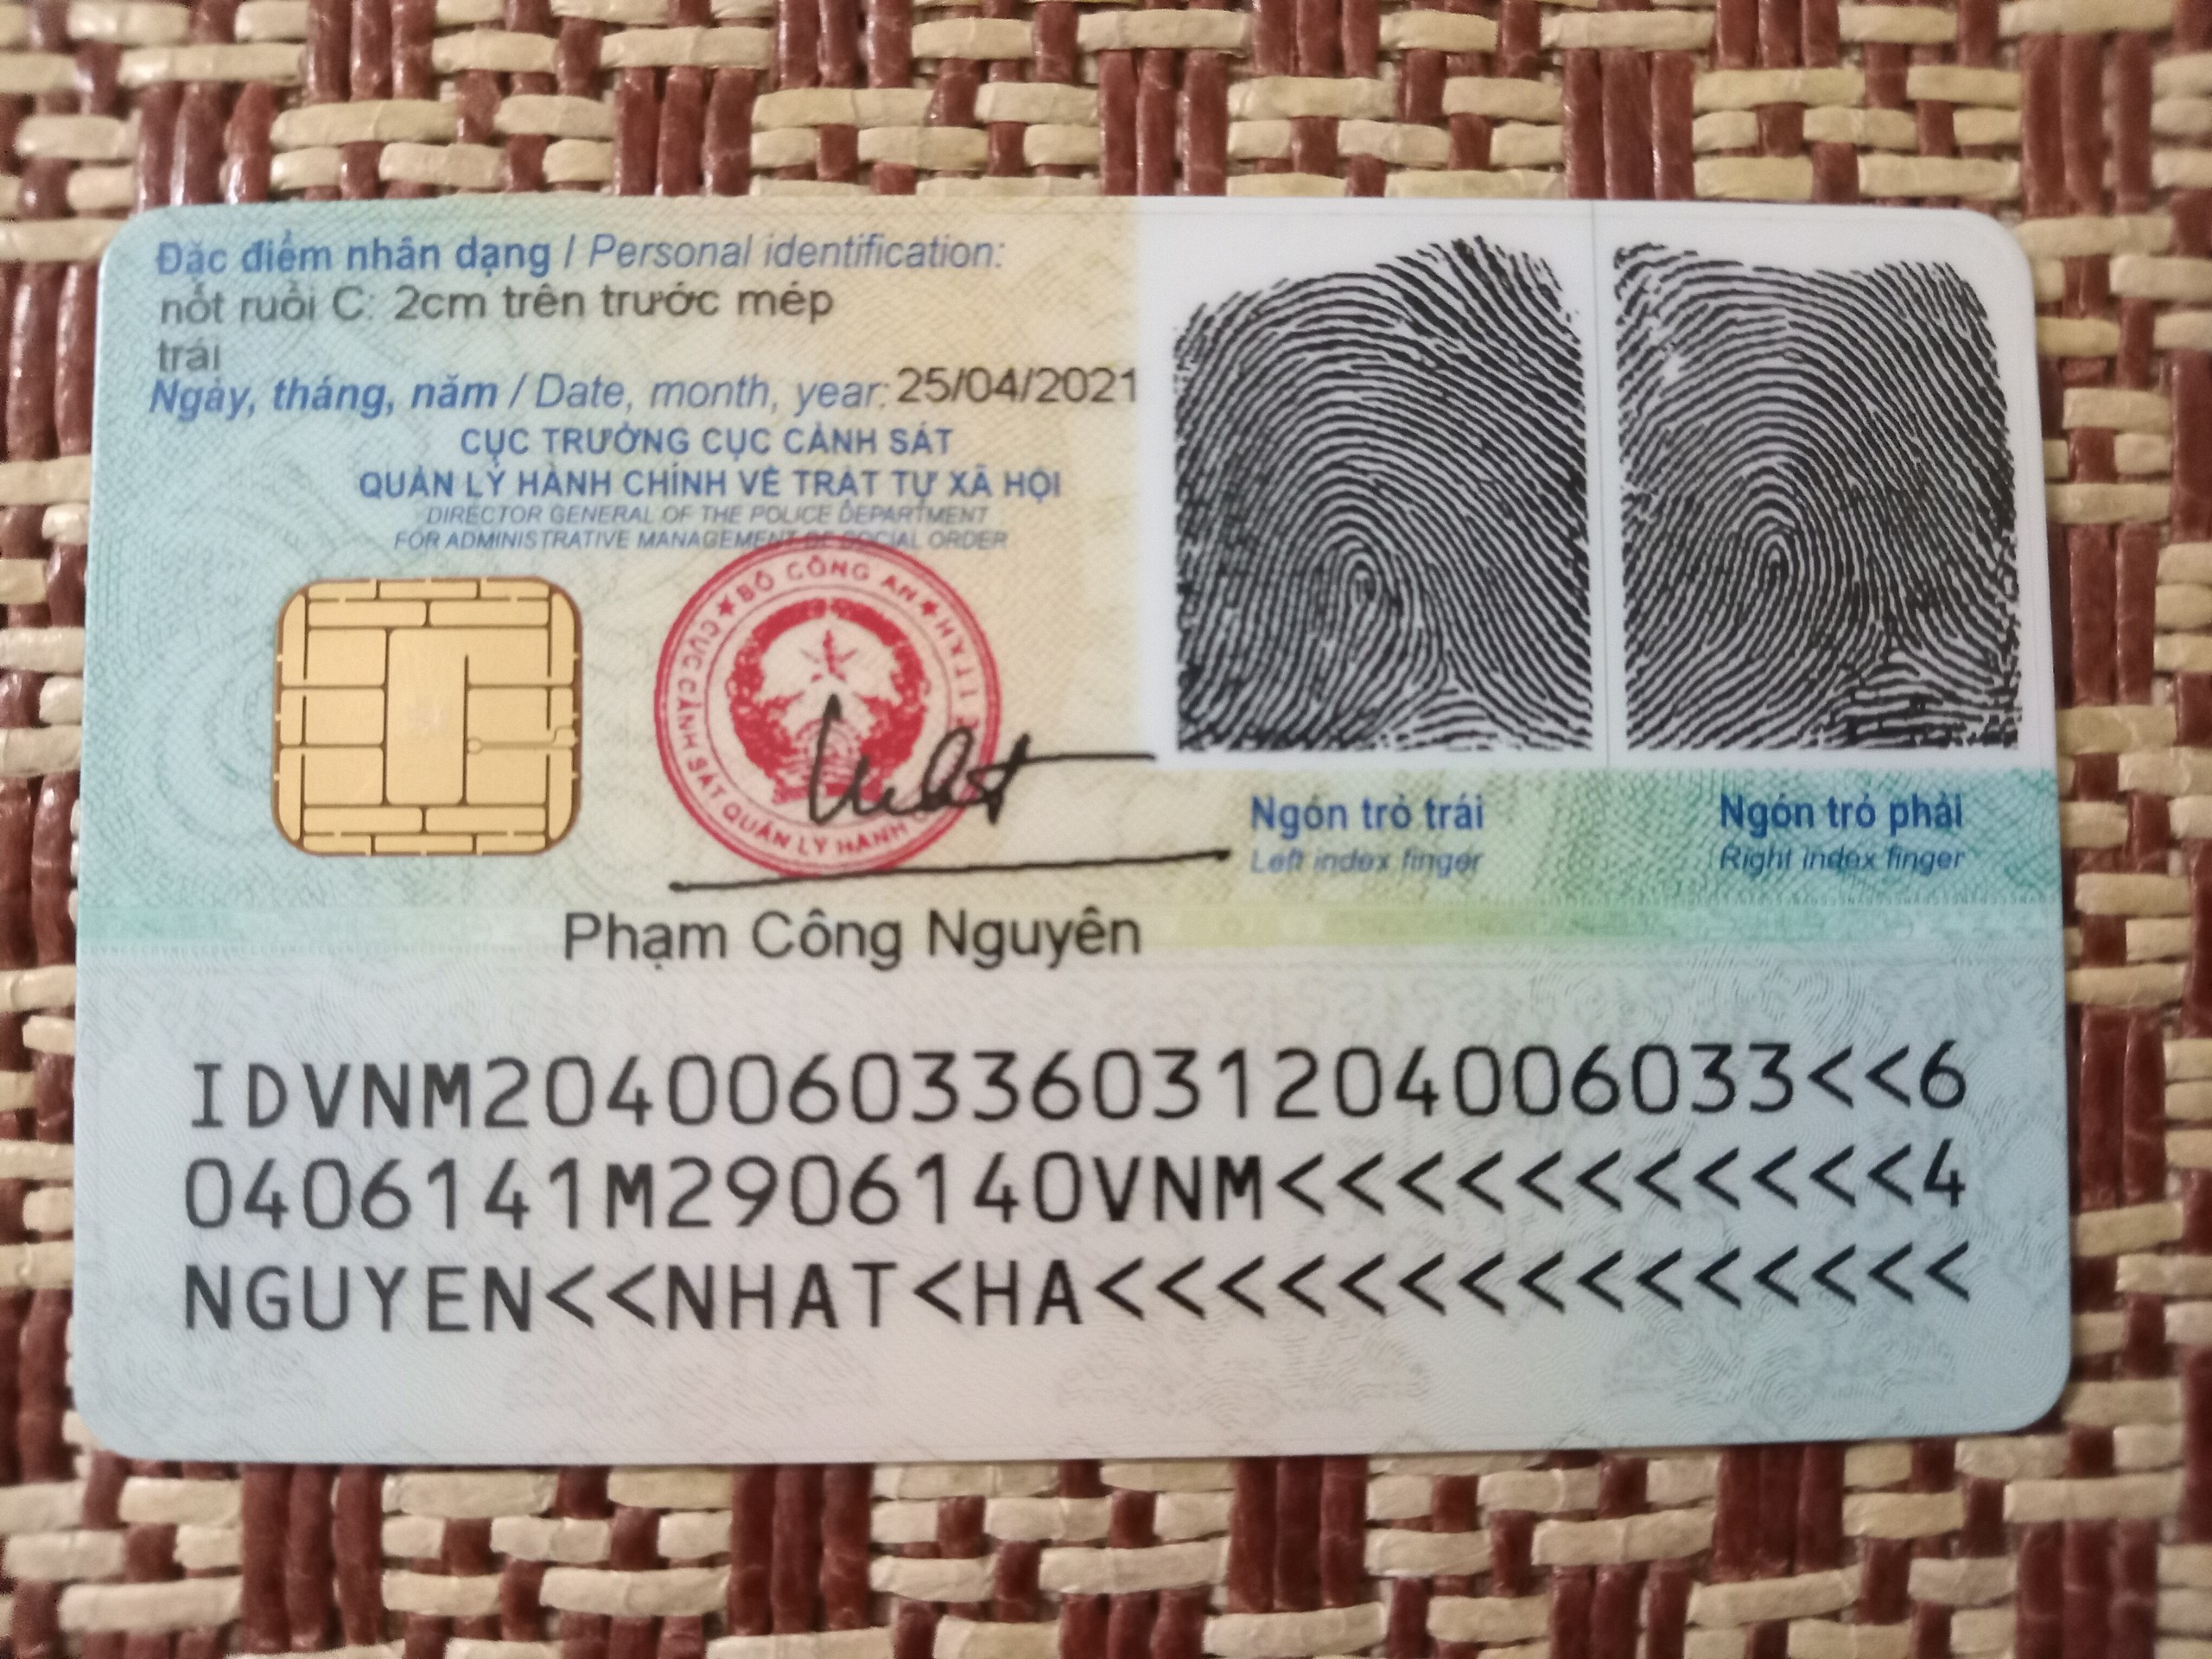 Đặc điểm nhân dạng / Personal identification:
nốt ruồi C: 2cm trên trước mép
trái
Ngày, tháng, năm / Date, month, year: 25/04/2021
CỤC TRƯỞNG CỤC CẢNH SÁT
QUẢN LÝ HÀNH CHÍNH VỀ TRẬT TỰ XÃ HỘI
DIRECTOR GENERAL OF THE POLICE DEPARTMENT
FOR ADMINISTRATIVE MANAGEMENT OF SOCIAL ORDER
BỘ CÔNG AN
CỤC CẢNH SÁT QUẢN LÝ HÀNH
Ngón trỏ trái
Left index finger
Ngón trỏ phải
Right index finger
Phạm Công Nguyên
IDVNM2040060336031204006033<<6
0406141M2906140VNM<<<<<<<<<<<4
NGUYEN<<NHAT<HA<<<<<<<<<<<<<<<